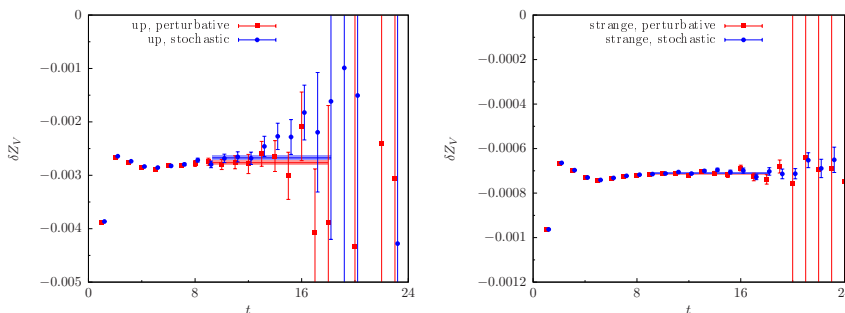 0
−0.001
−0.002
−0.003
−0.004
−0.005
δZ_V
up, perturbative
up, stochastic
0 8 16 24
t
0
−0.0002
−0.0004
−0.0006
−0.0008
−0.001
−0.0012
δZ_V
strange, perturbative
strange, stochastic
0 16
t